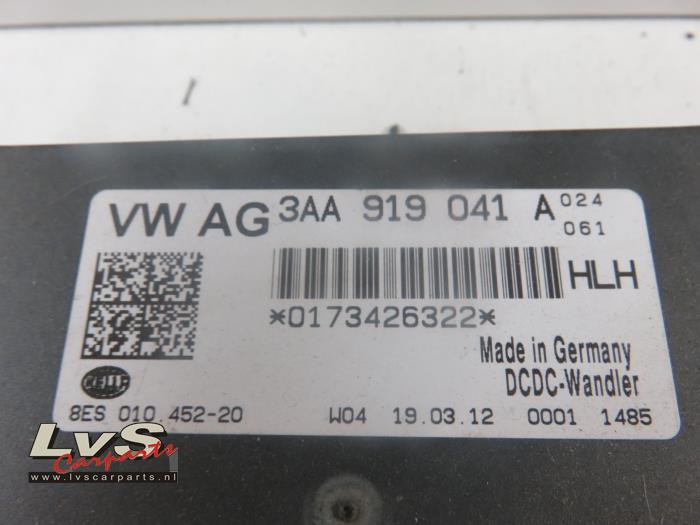 VW AG 3AA 919 041 A 024
061
HLH
*0173426322*
Made in Germany
DCDC-Wandler
HELLA
8ES 010.452-20 W04 19.03.12 0001 1485
LvS
Carparts
www.lvscarparts.nl